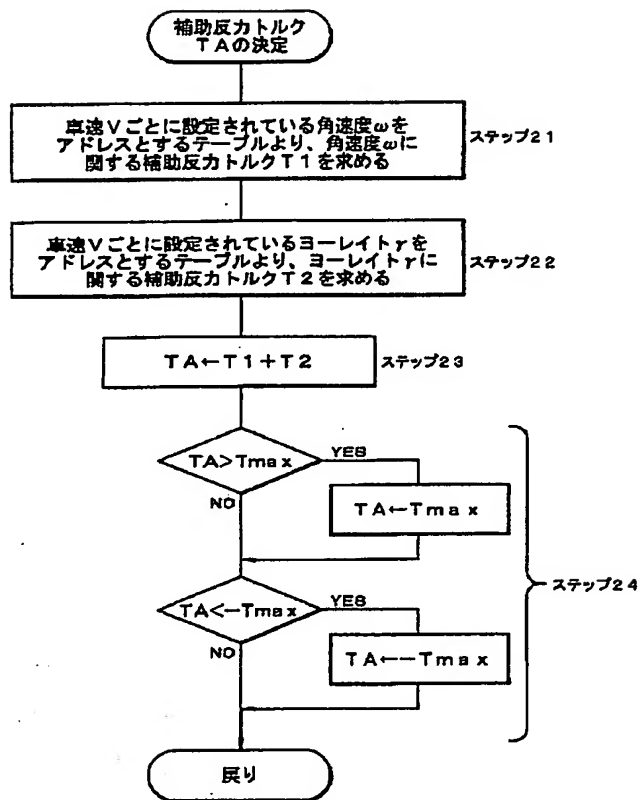 補助反力トルク
TAの決定
車速Vごとに設定されている角速度ωを
アドレスとするテーブルより、角速度ωに
関する補助反力トルクT1を求める
ステップ21
車速Vごとに設定されているヨーレイトγを
アドレスとするテーブルより、ヨーレイトγに
関する補助反力トルクT2を求める
ステップ22
TA←T1+T2
ステップ23
TA>Tmax
YES
NO
TA←Tmax
ステップ24
TA<−Tmax
YES
NO
TA←−Tmax
戻り